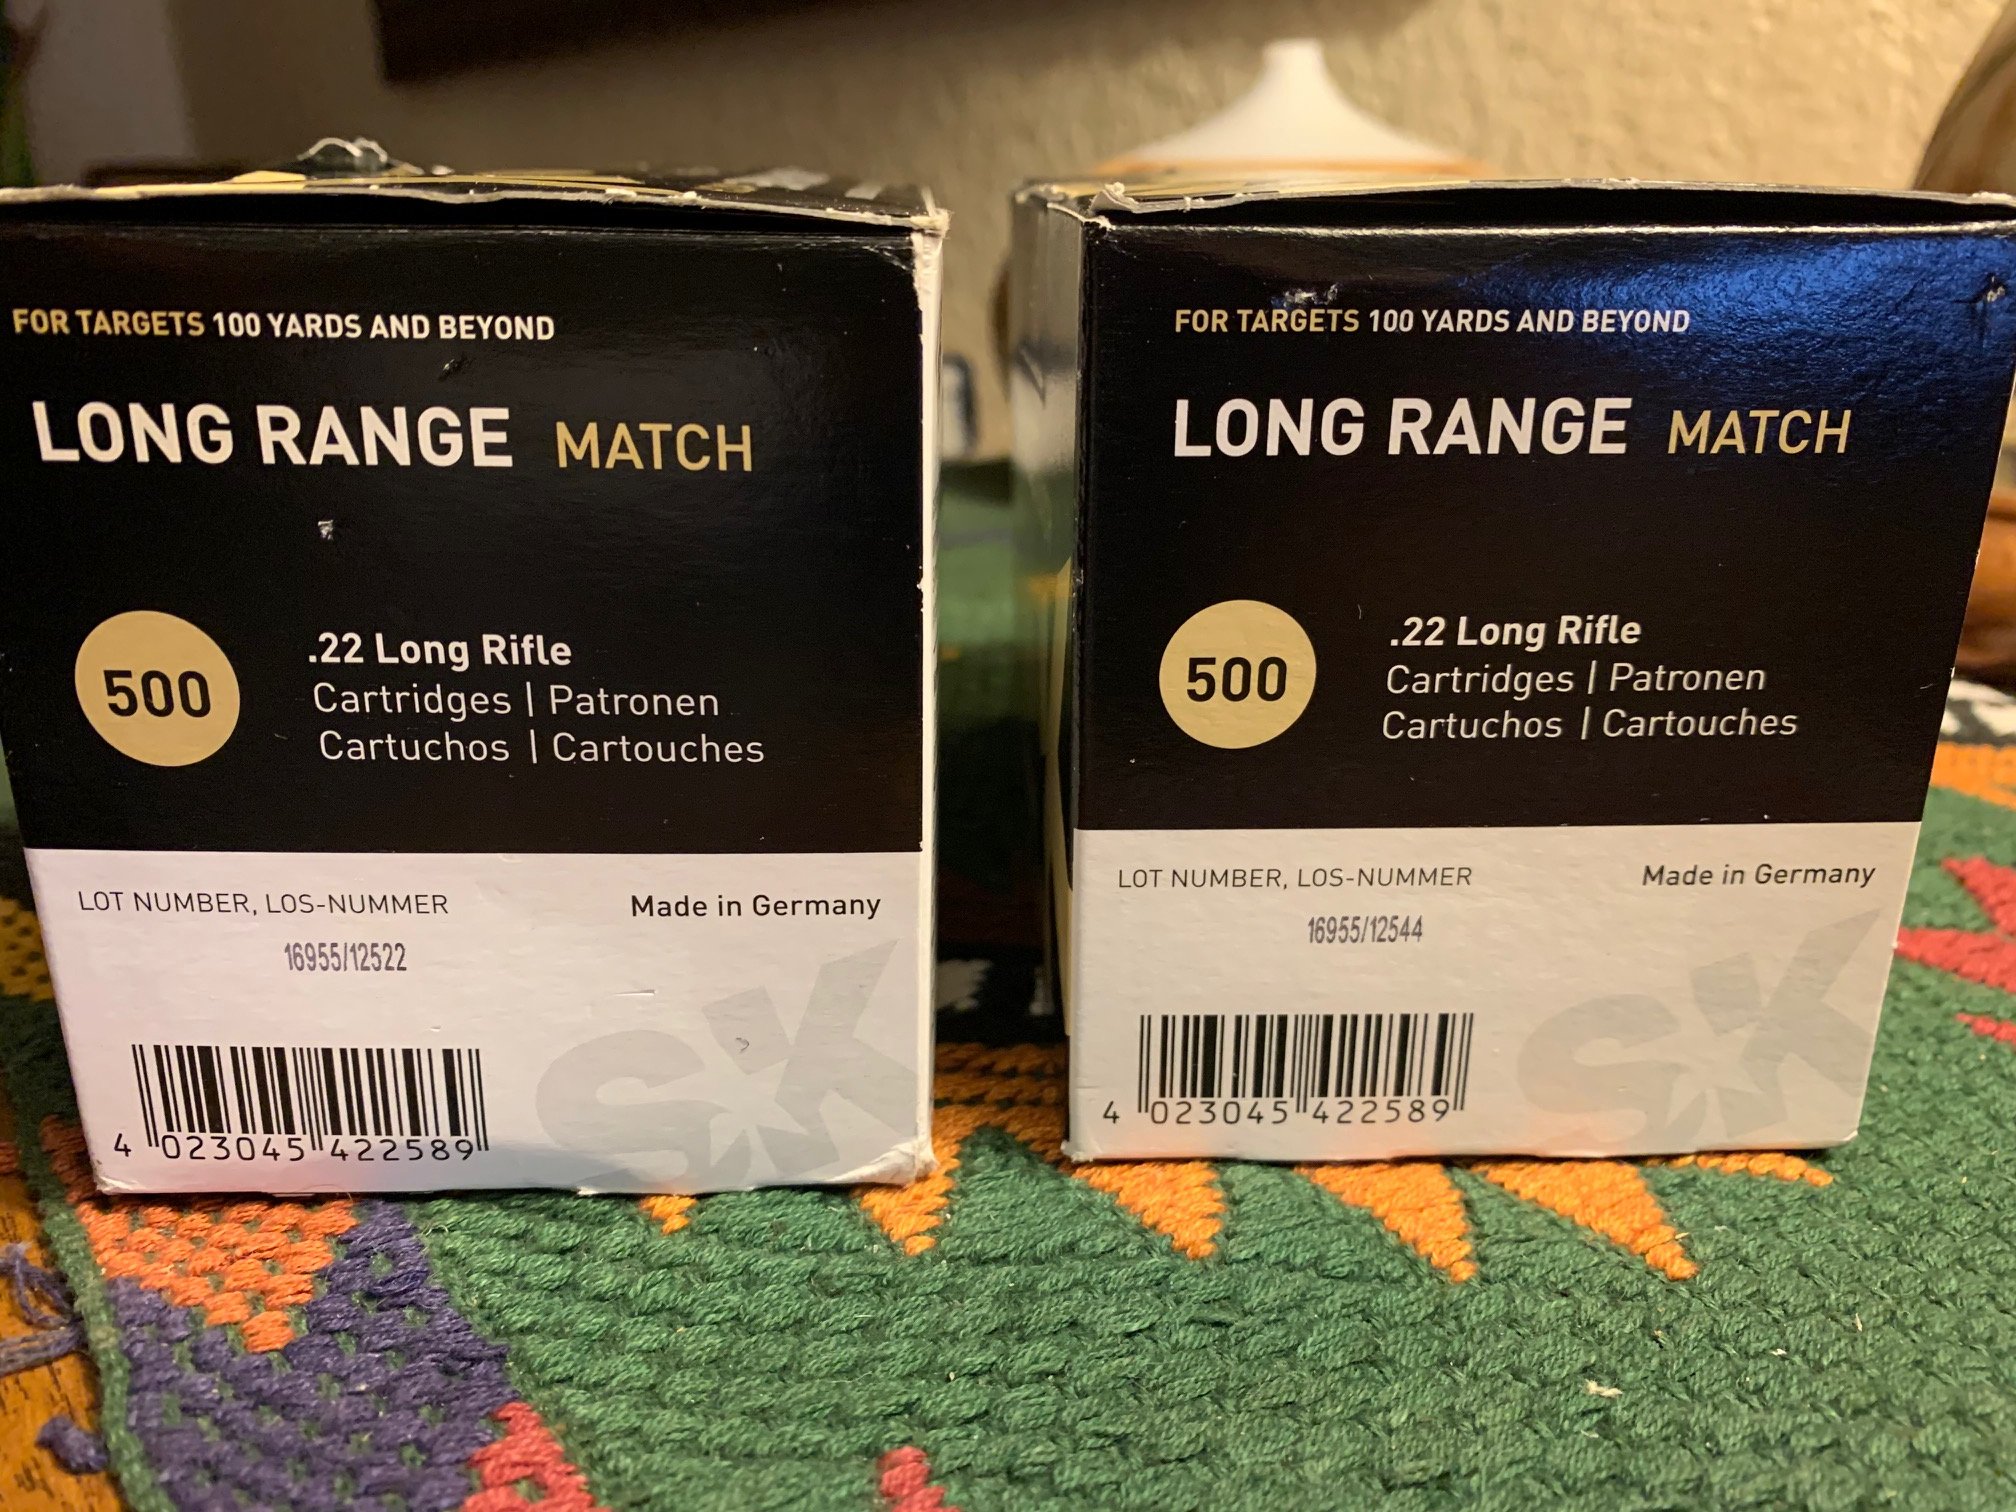 FOR TARGETS 100 YARDS AND BEYOND
LONG RANGE MATCH
500
.22 Long Rifle
Cartridges | Patronen
Cartuchos | Cartouches
LOT NUMBER, LOS-NUMMER
Made in Germany
16955/12522
SK
4 023045 422589
FOR TARGETS 100 YARDS AND BEYOND
LONG RANGE MATCH
500
.22 Long Rifle
Cartridges | Patronen
Cartuchos | Cartouches
LOT NUMBER, LOS-NUMMER
Made in Germany
16955/12544
SK
4 023045 422589